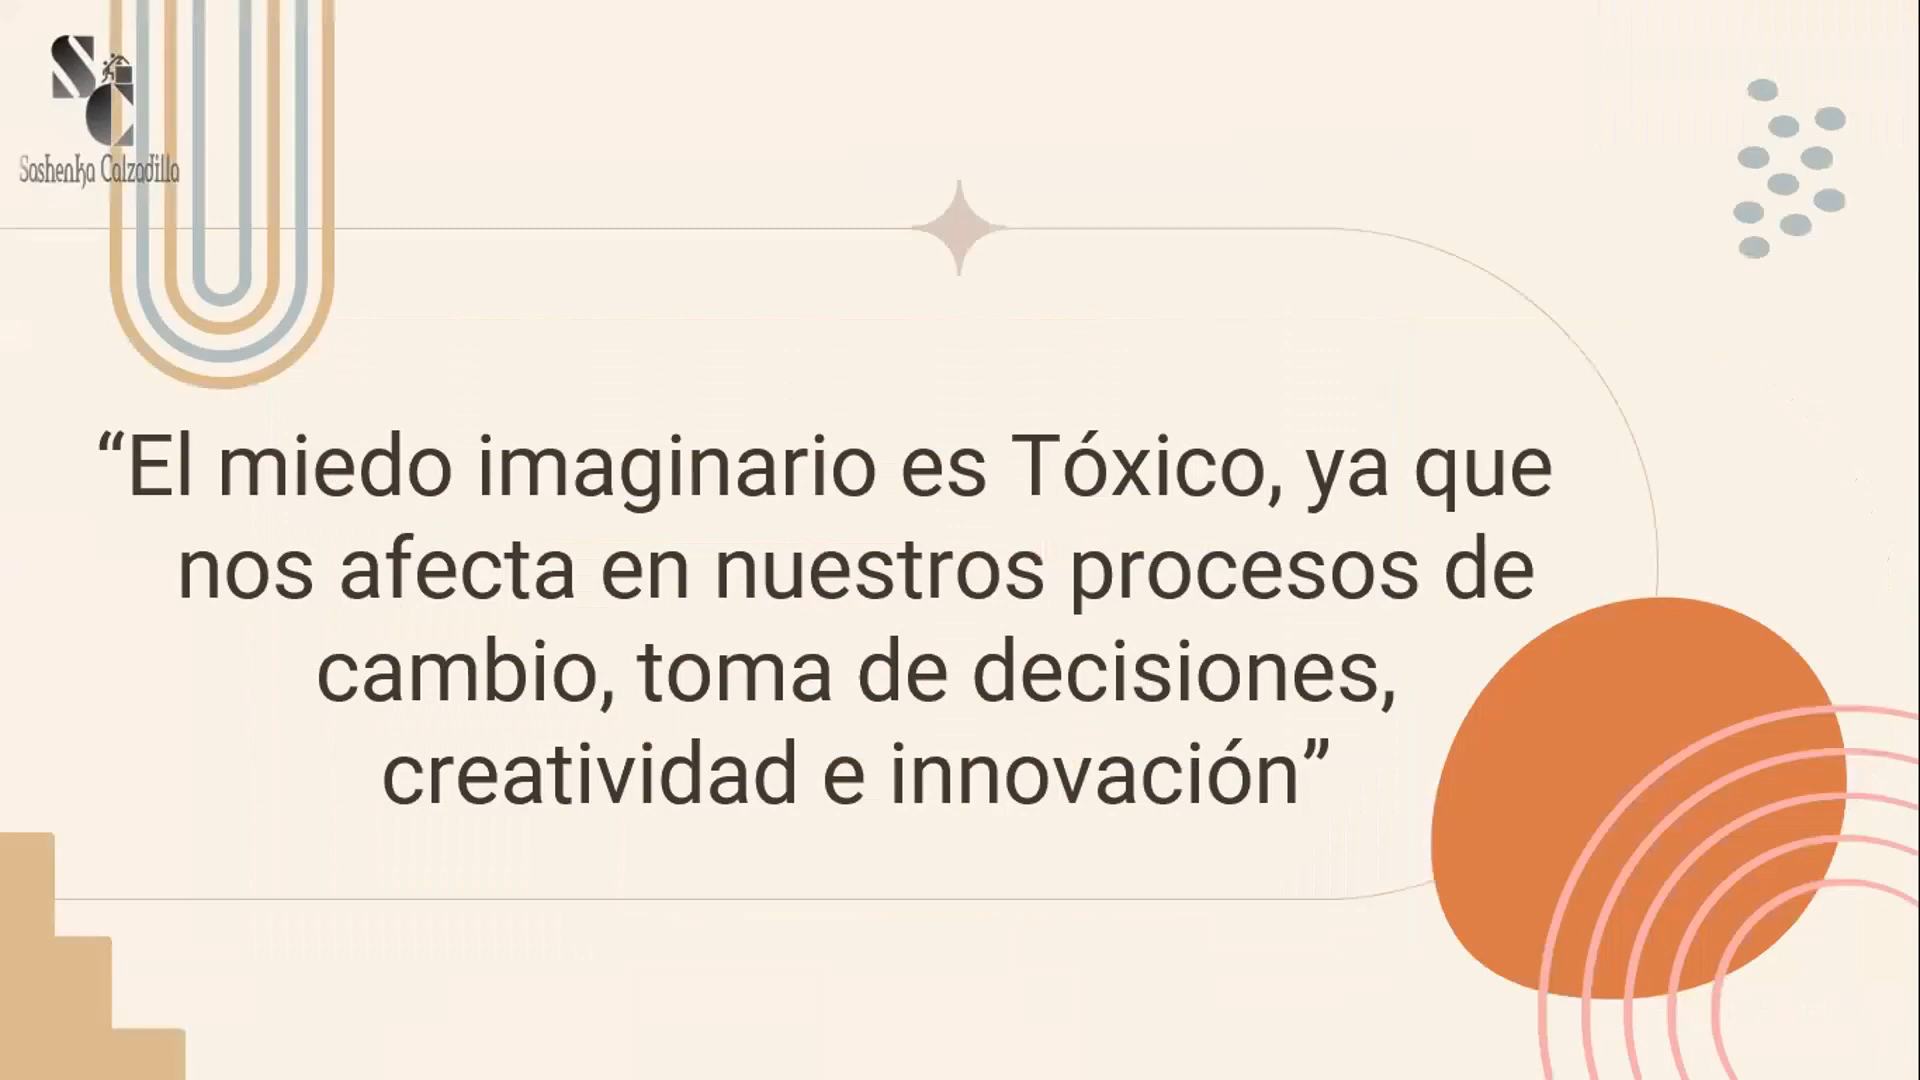 SC
Soshenka Calzadilla
“El miedo imaginario es Tóxico, ya que
nos afecta en nuestros procesos de
cambio, toma de decisiones,
creatividad e innovación”